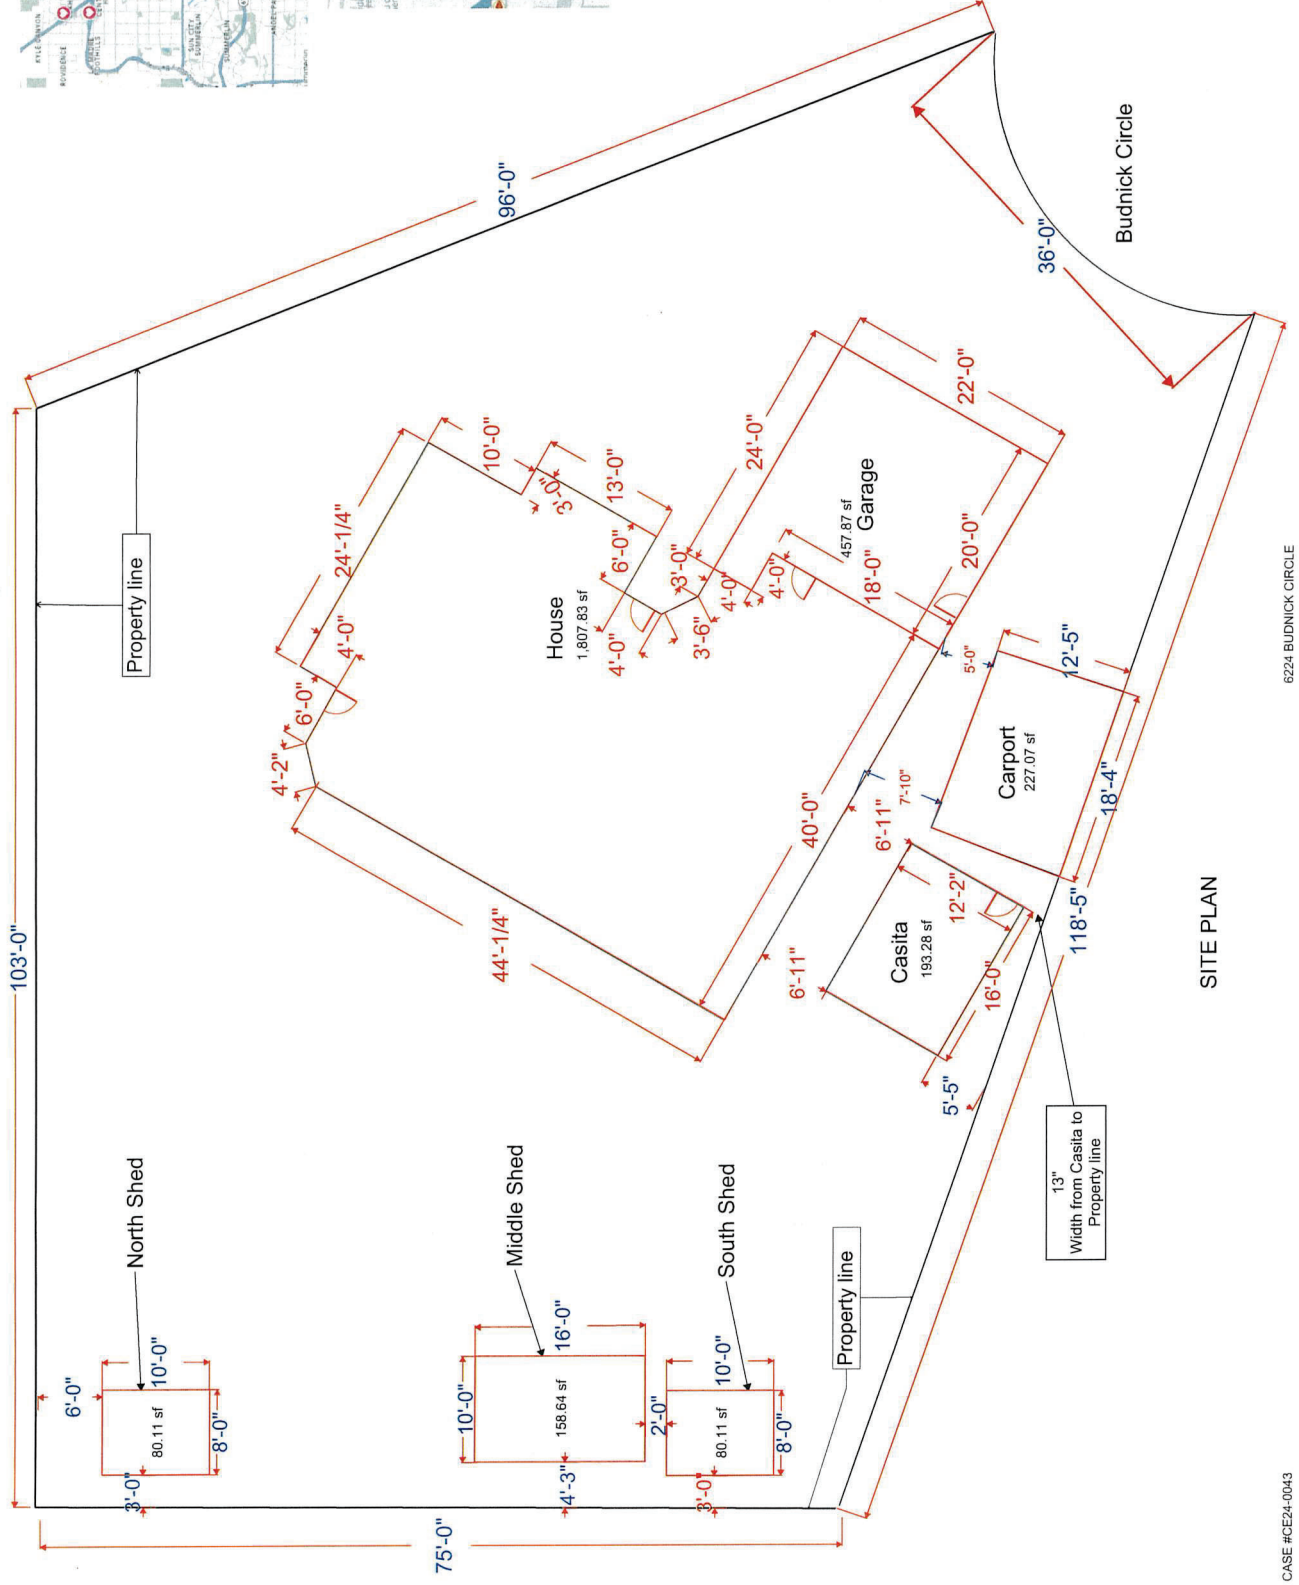 KYLE CANYON
SUN CITY
SUMMERLIN
SUMMERLIN
103'-0"
96'-0"
Property line
Budnick Circle
36'-0"
24'-1/4"
10'-0"
3'-0"
13'-0"
4'-0"
6'-0"
4'-2"
House
1,807.83 sf
6'-0"
4'-0"
3'-6"
3'-0"
4'-0"
4'-0"
24'-0"
22'-0"
Garage
457.87 sf
18'-0"
20'-0"
44'-1/4"
40'-0"
5'-0"
12'-5"
7'-10"
Carport
227.07 sf
18'-4"
6'-11"
6'-11"
12'-2"
Casita
193.28 sf
16'-0"
5'-5"
118'-5"
13"
Width from Casita to
Property line
North Shed
6'-0"
10'-0"
80.11 sf
8'-0"
3'-0"
Middle Shed
16'-0"
10'-0"
158.64 sf
4'-3"
2'-0"
South Shed
10'-0"
80.11 sf
8'-0"
3'-0"
Property line
75'-0"
SITE PLAN
6224 BUDNICK CIRCLE
CASE #CE24-0043